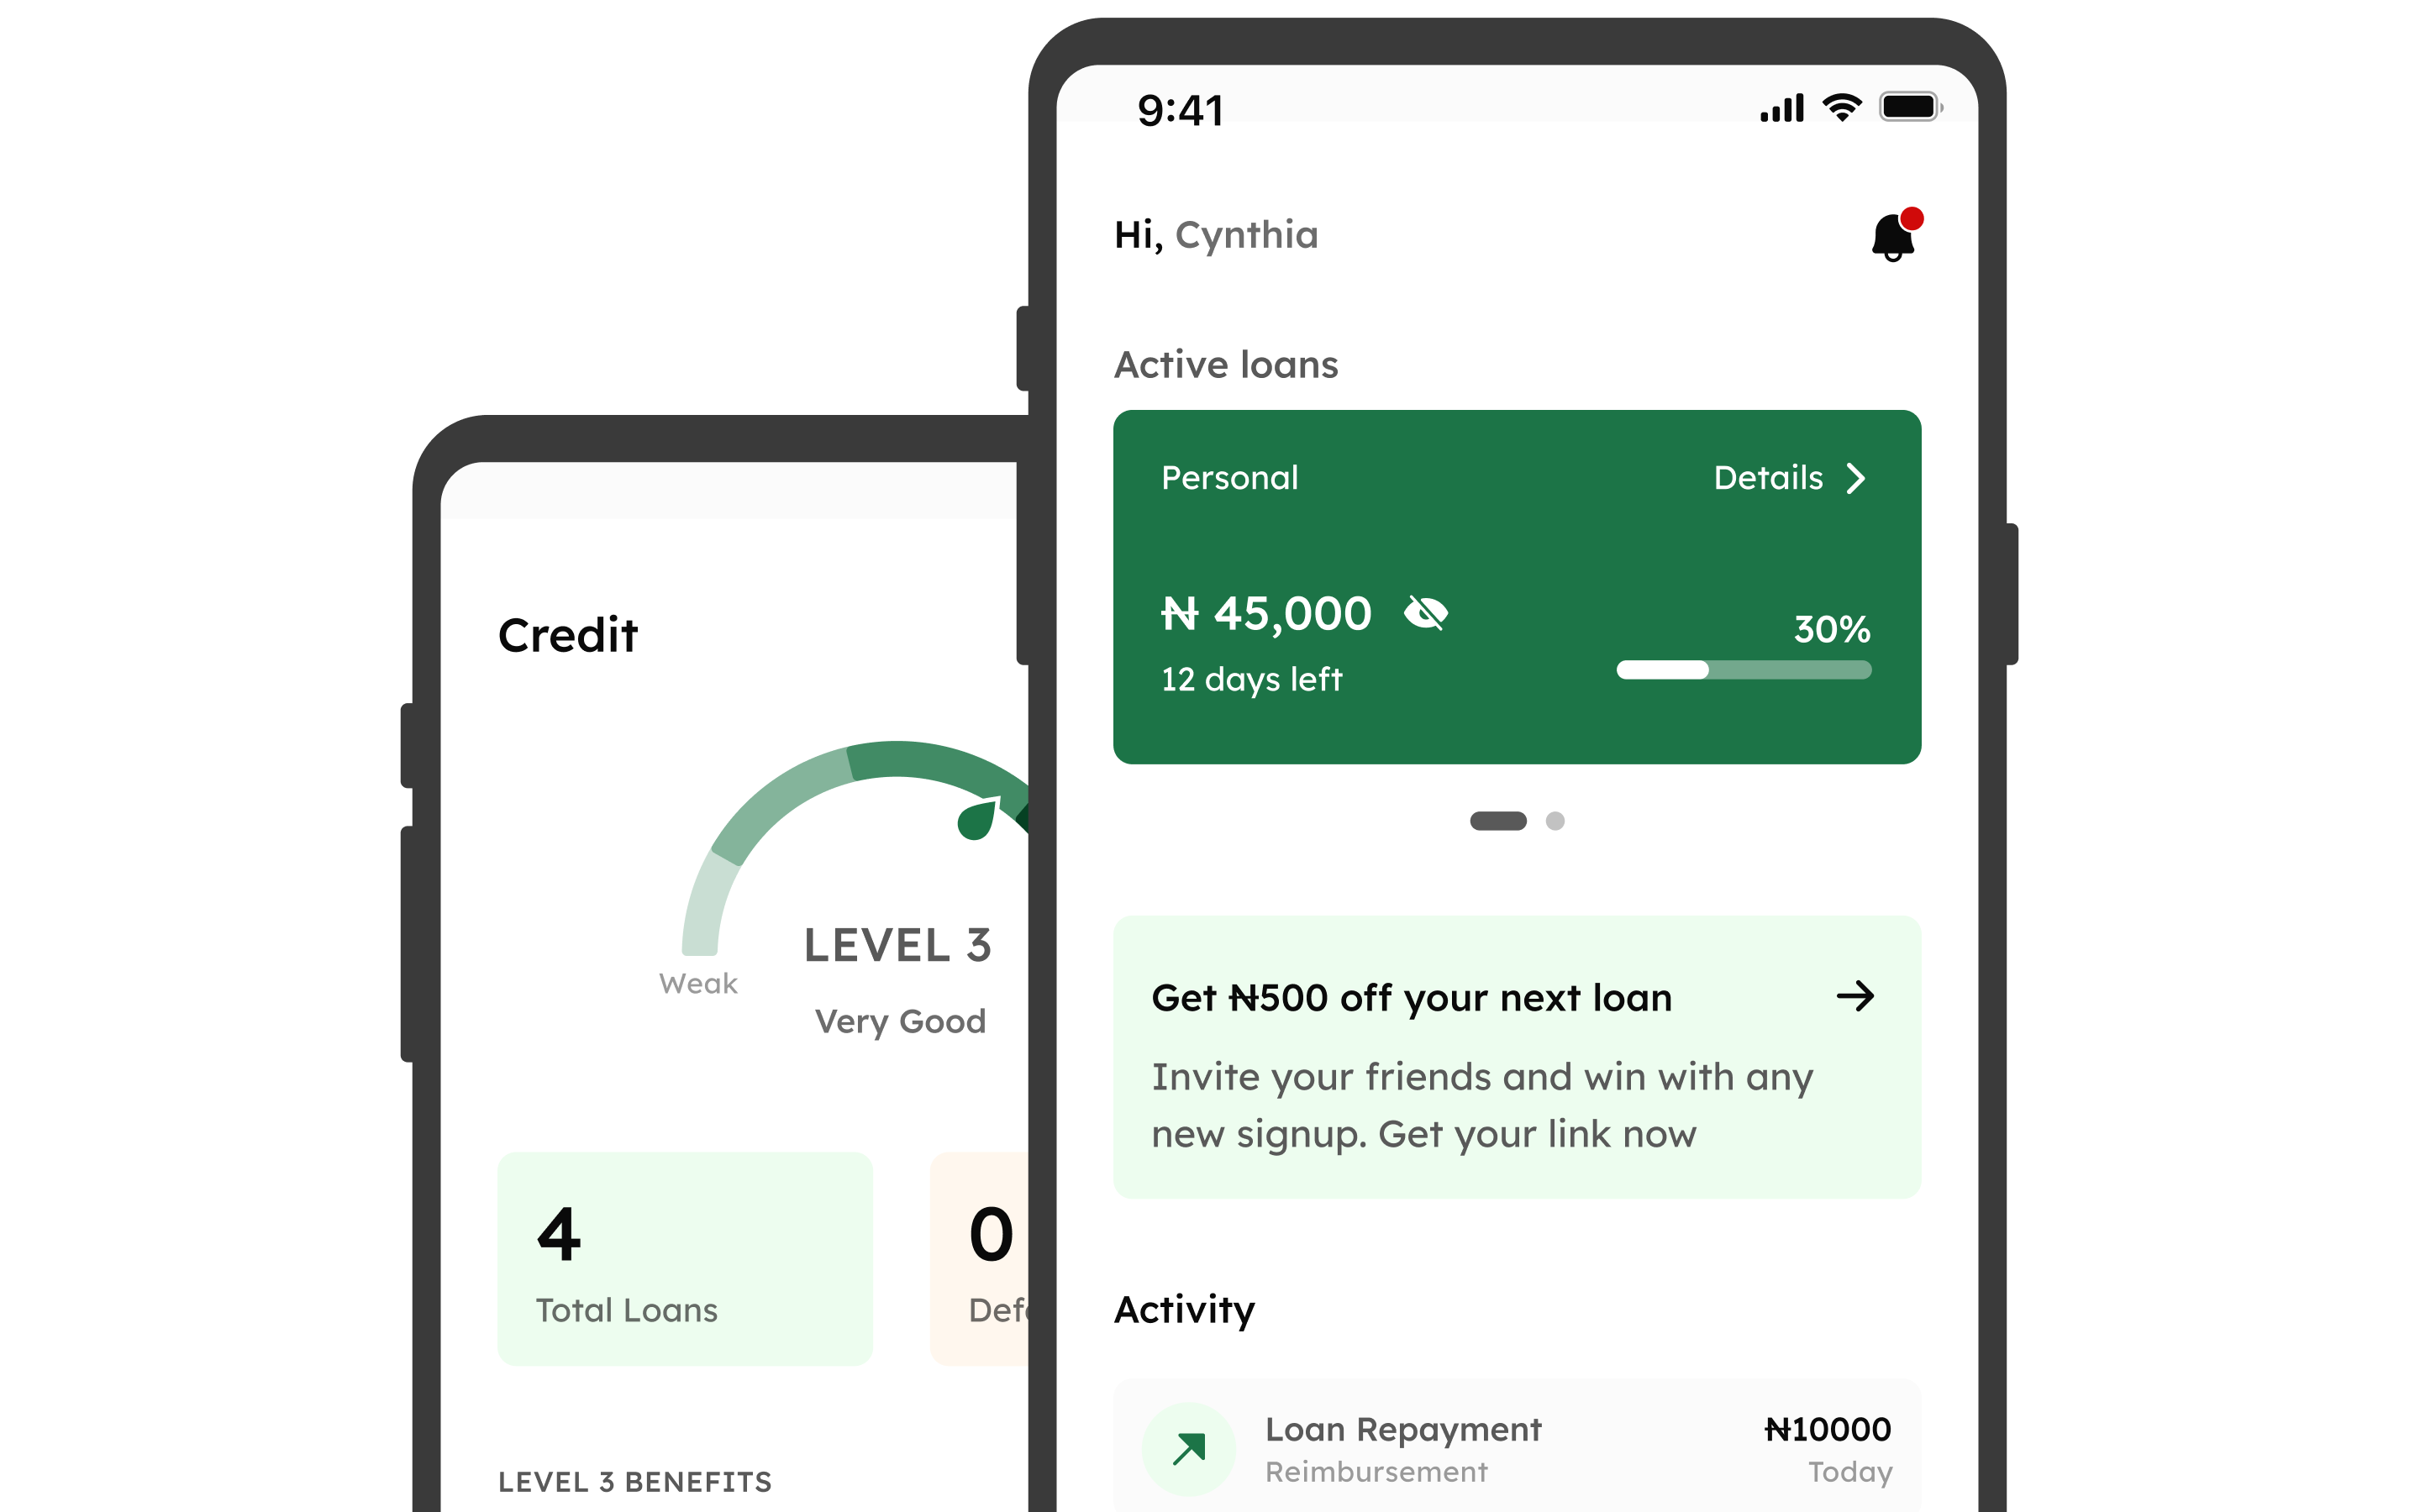 9:41
Hi, Cynthia
Active loans
Personal
Details
₦ 45,000
12 days left
30%
Get ₦500 off your next loan
Invite your friends and win with any
now signup. Get your link now
Activity
Loan Repayment
₦10000
Reimbursement
Today
Credit
Weak
LEVEL 3
Very Good
4
Total Loans
0
LEVEL 3 BENEFITS